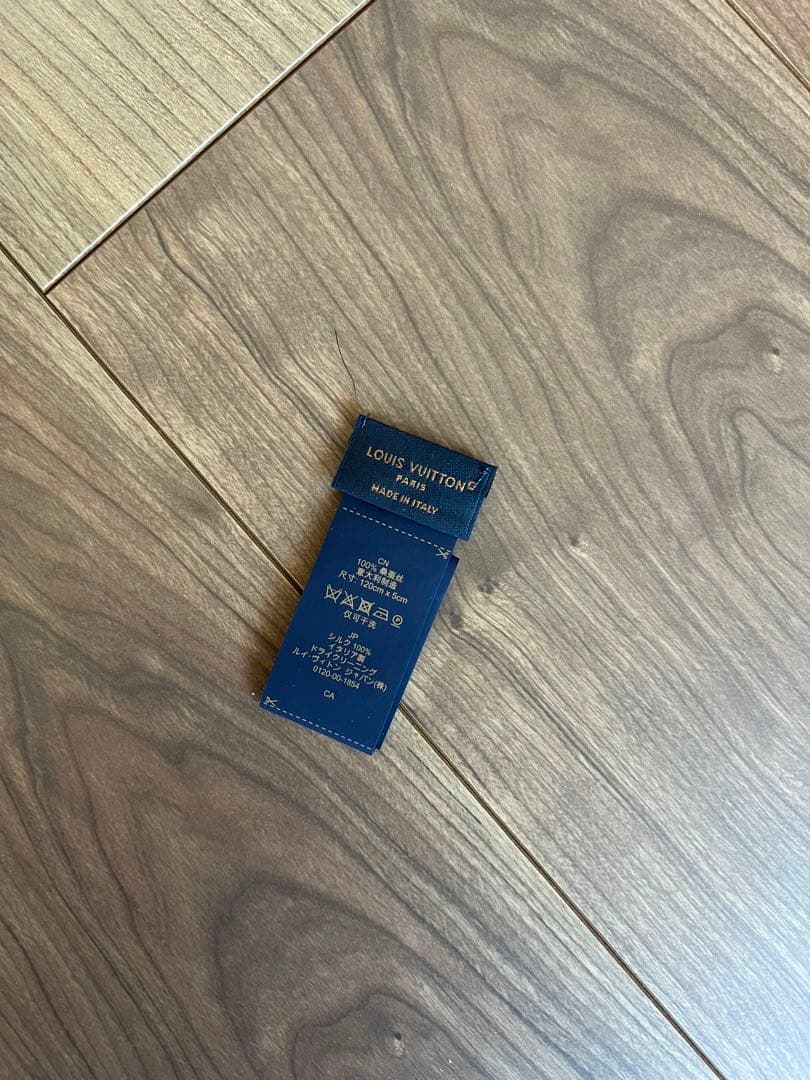 LOUIS VUITTON
PARIS
MADE IN ITALY
CN
100% 桑蚕丝
意大利制造
尺寸: 120cm x 5cm
仅可干洗
JP
シルク 100%
イタリア製
ドライクリーニング
ルイ・ヴィトン ジャパン(株)
0120-00-1854
CA